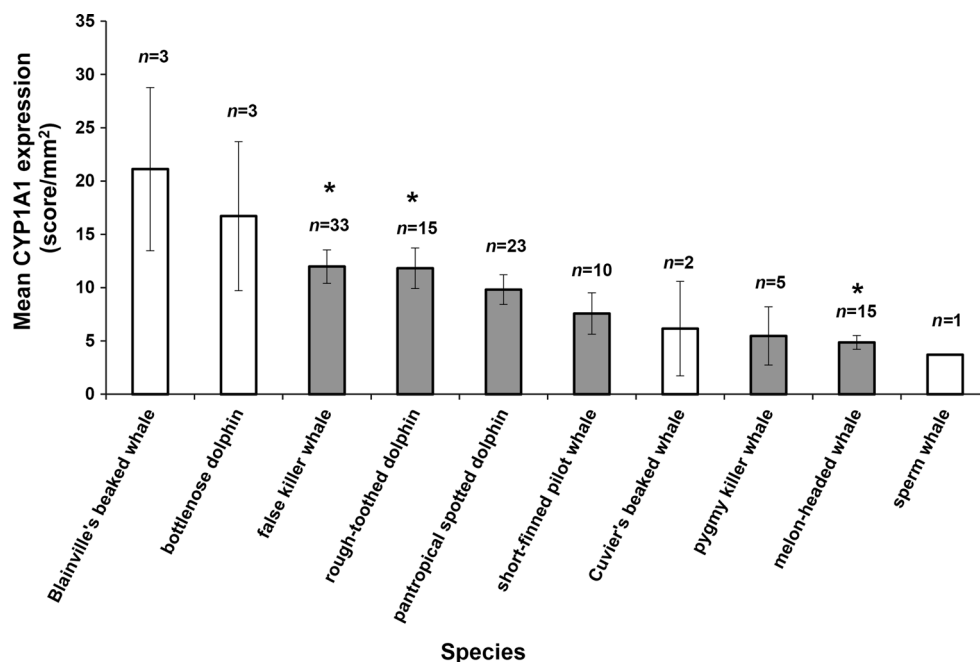 Mean CYP1A1 expression
(score/mm²)
35
30
25
20
15
10
5
0
n=3
n=3
*
n=33
*
n=15
n=23
n=10
n=2
n=5
*
n=15
n=1
Blainville's beaked whale
bottlenose dolphin
false killer whale
rough-toothed dolphin
pantropical spotted dolphin
short-finned pilot whale
Cuvier's beaked whale
pygmy killer whale
melon-headed whale
sperm whale
Species